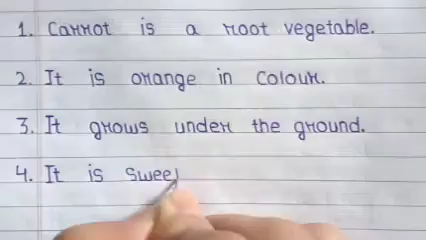 1. Carrot is a root vegetable.
2. It is orange in colour.
3. It grows under the ground.
4. It is swee